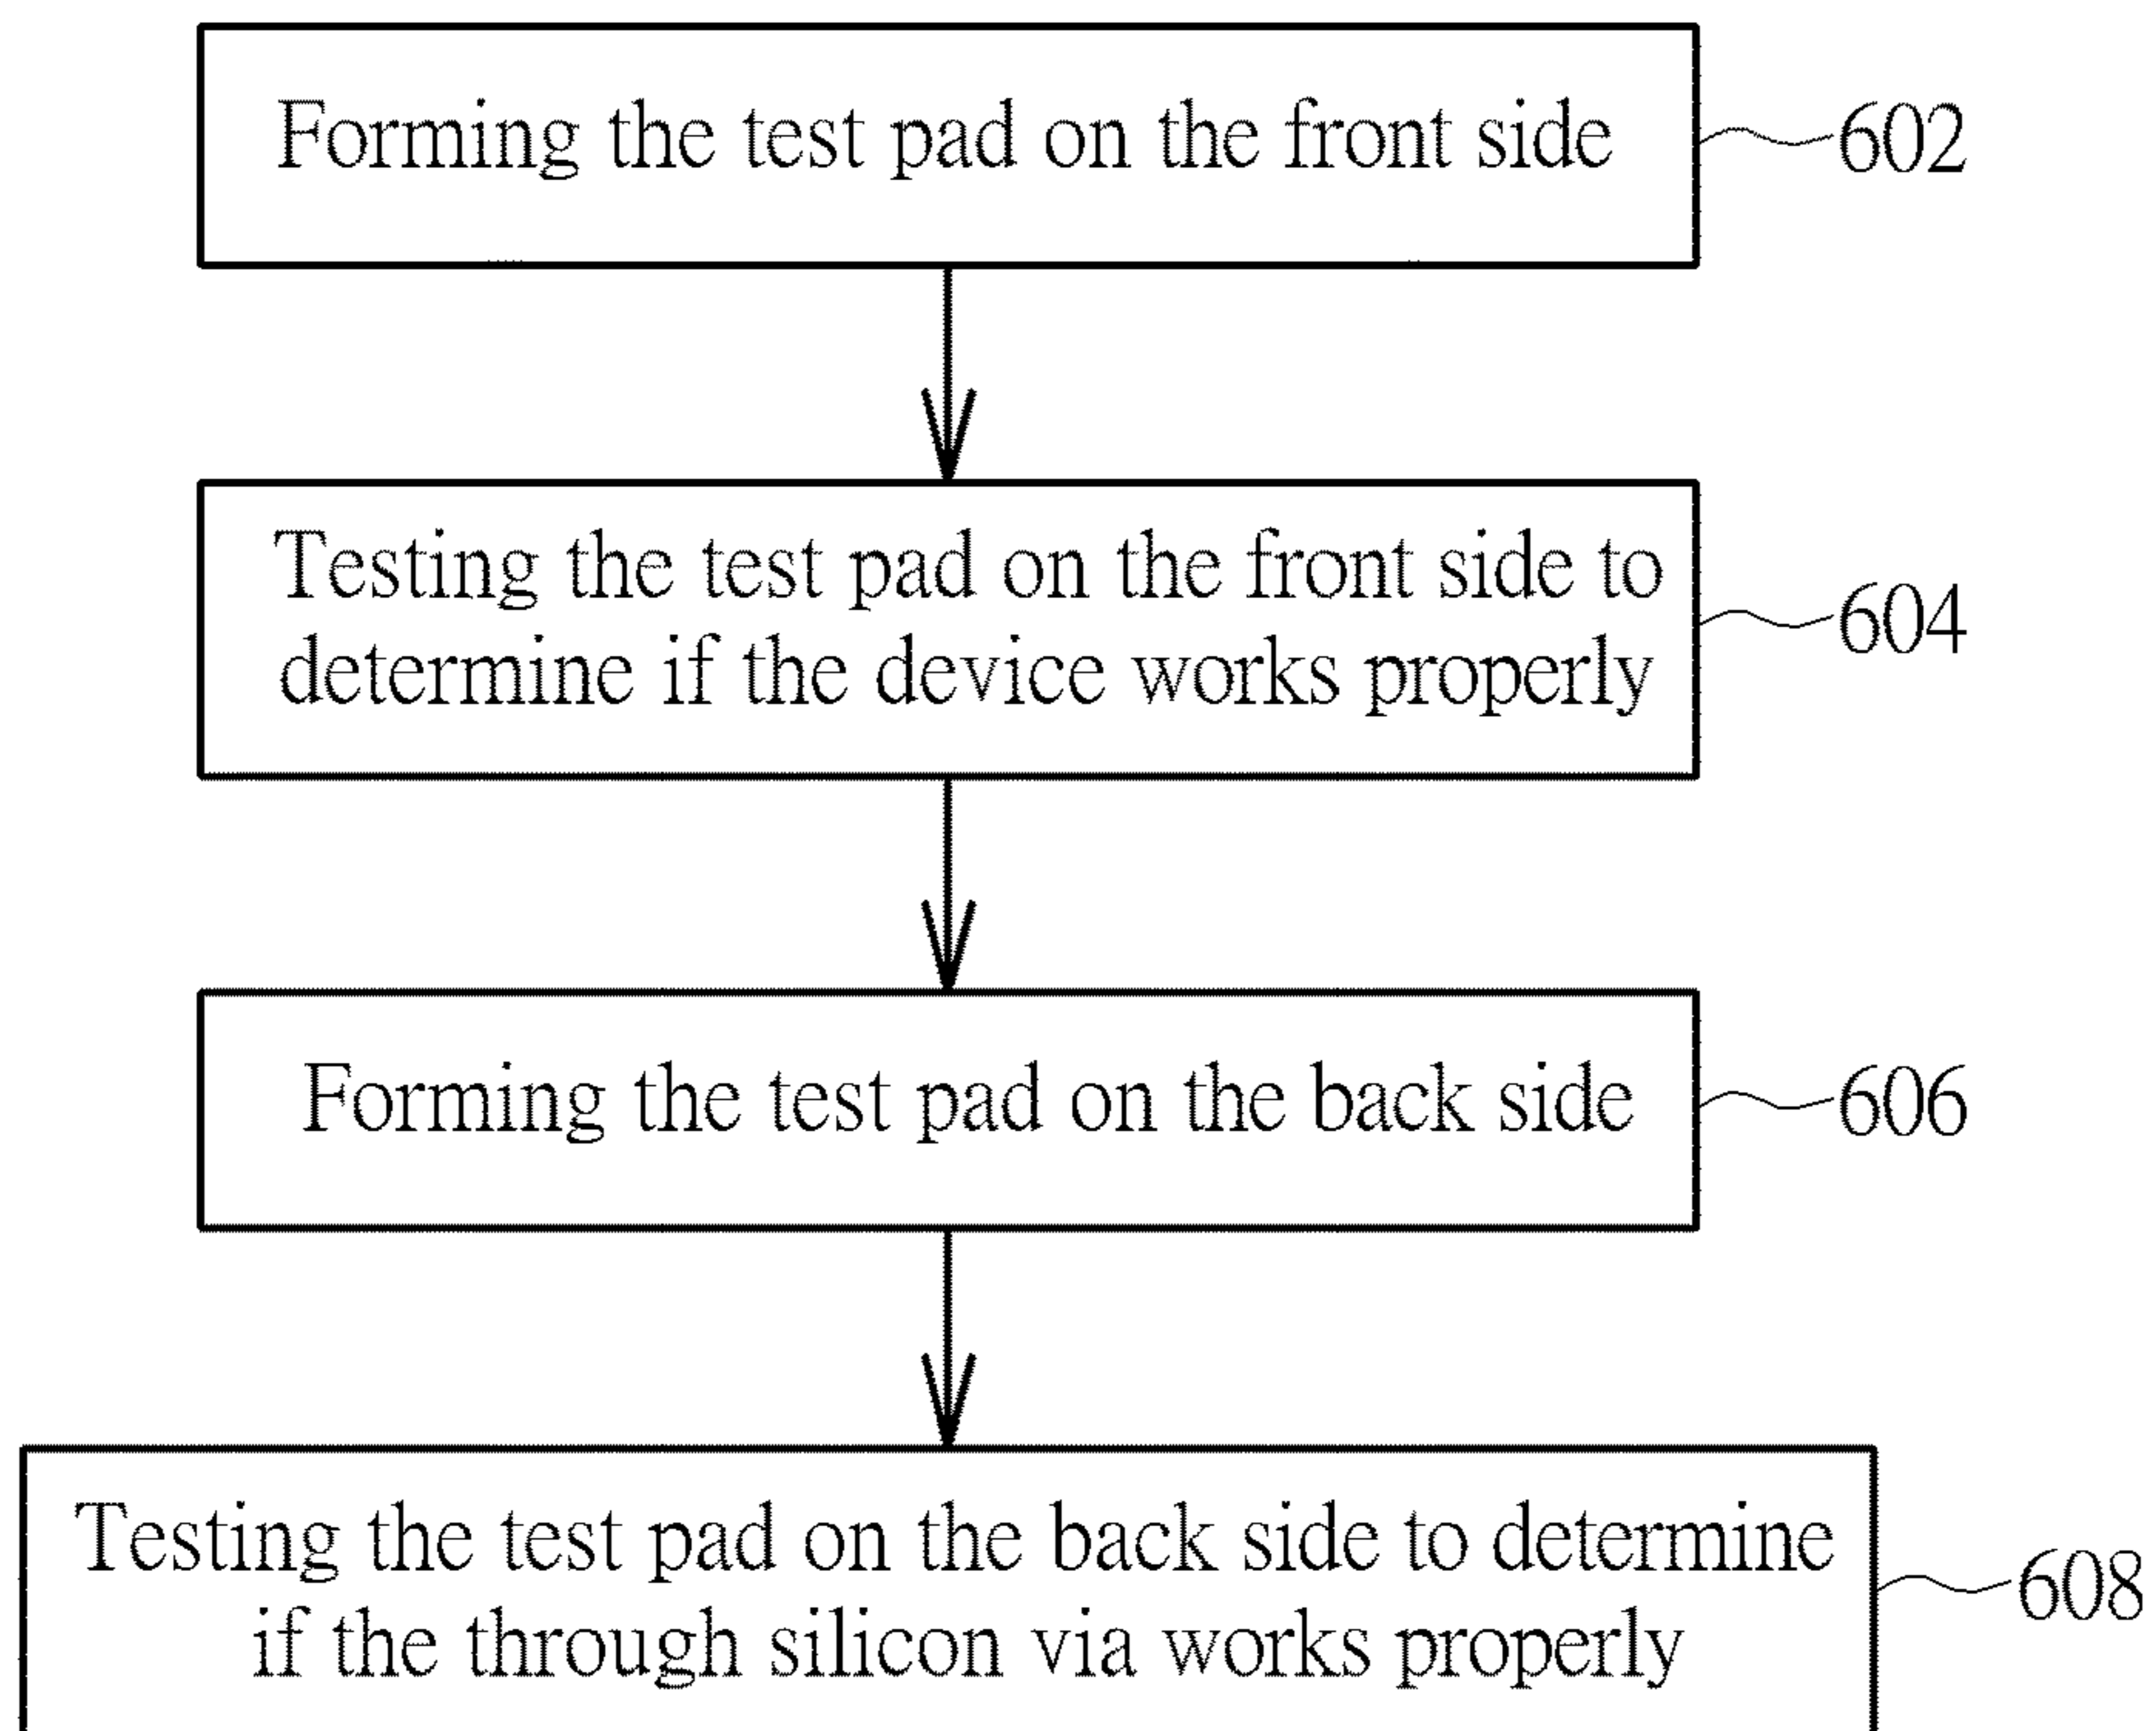 Forming the test pad on the front side
602
Testing the test pad on the front side to
determine if the device works properly
604
Forming the test pad on the back side
606
Testing the test pad on the back side to determine
if the through silicon via works properly
608